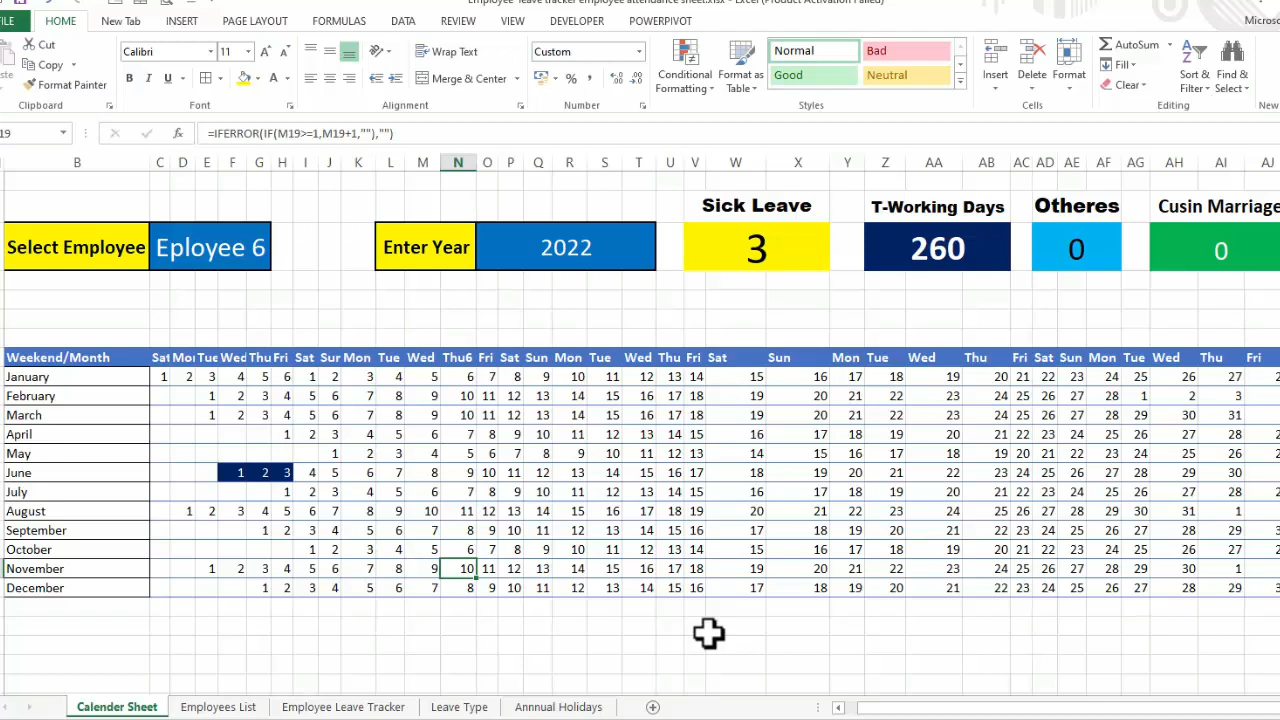 Employee leave tracker employee attendance sheet.xlsx - Excel (Product Activation Failed)
FILE HOME New Tab INSERT PAGE LAYOUT FORMULAS DATA REVIEW VIEW DEVELOPER POWERPIVOT Micros
Cut
Copy
Format Painter
Clipboard
Calibri 11
B I U A
Font
Wrap Text
Merge & Center
Alignment
Custom
%
Number
Conditional Formatting
Format as Table
Normal Bad
Good Neutral
Styles
Insert Delete Format
Cells
AutoSum
Fill
Clear
Sort & Filter
Find & Select
Editing
New
19 fx =IFERROR(IF(M19>=1,M19+1,""),"")
B C D E F G H I J K L M N O P Q R S T U V W X Y Z AA AB AC AD AE AF AG AH AI AJ
Sick Leave T-Working Days Otheres Cusin Marriage
Select Employee Eployee 6 Enter Year 2022 3 260 0 0
Weekend/Month Sat Mon Tue Wed Thu Fri Sat Sun Mon Tue Wed Thu6 Fri Sat Sun Mon Tue Wed Thu Fri Sat Sun Mon Tue Wed Thu Fri Sat Sun Mon Tue Wed Thu Fri
January 1 2 3 4 5 6 1 2 3 4 5 6 7 8 9 10 11 12 13 14 15 16 17 18 19 20 21 22 23 24 25 26 27
February 1 2 3 4 5 6 7 8 9 10 11 12 13 14 15 16 17 18 19 20 21 22 23 24 25 26 27 28 1 2 3
March 1 2 3 4 5 6 7 8 9 10 11 12 13 14 15 16 17 18 19 20 21 22 23 24 25 26 27 28 29 30 31
April 1 2 3 4 5 6 7 8 9 10 11 12 13 14 15 16 17 18 19 20 21 22 23 24 25 26 27 28
May 1 2 3 4 5 6 7 8 9 10 11 12 13 14 15 16 17 18 19 20 21 22 23 24 25 26
June 1 2 3 4 5 6 7 8 9 10 11 12 13 14 15 16 17 18 19 20 21 22 23 24 25 26 27 28 29 30
July 1 2 3 4 5 6 7 8 9 10 11 12 13 14 15 16 17 18 19 20 21 22 23 24 25 26 27 28
August 1 2 3 4 5 6 7 8 9 10 11 12 13 14 15 16 17 18 19 20 21 22 23 24 25 26 27 28 29 30 31 1
September 1 2 3 4 5 6 7 8 9 10 11 12 13 14 15 16 17 18 19 20 21 22 23 24 25 26 27 28 29
October 1 2 3 4 5 6 7 8 9 10 11 12 13 14 15 16 17 18 19 20 21 22 23 24 25 26 27
November 1 2 3 4 5 6 7 8 9 10 11 12 13 14 15 16 17 18 19 20 21 22 23 24 25 26 27 28 29 30 1
December 1 2 3 4 5 6 7 8 9 10 11 12 13 14 15 16 17 18 19 20 21 22 23 24 25 26 27 28 29
Calender Sheet Employees List Employee Leave Tracker Leave Type Annnual Holidays